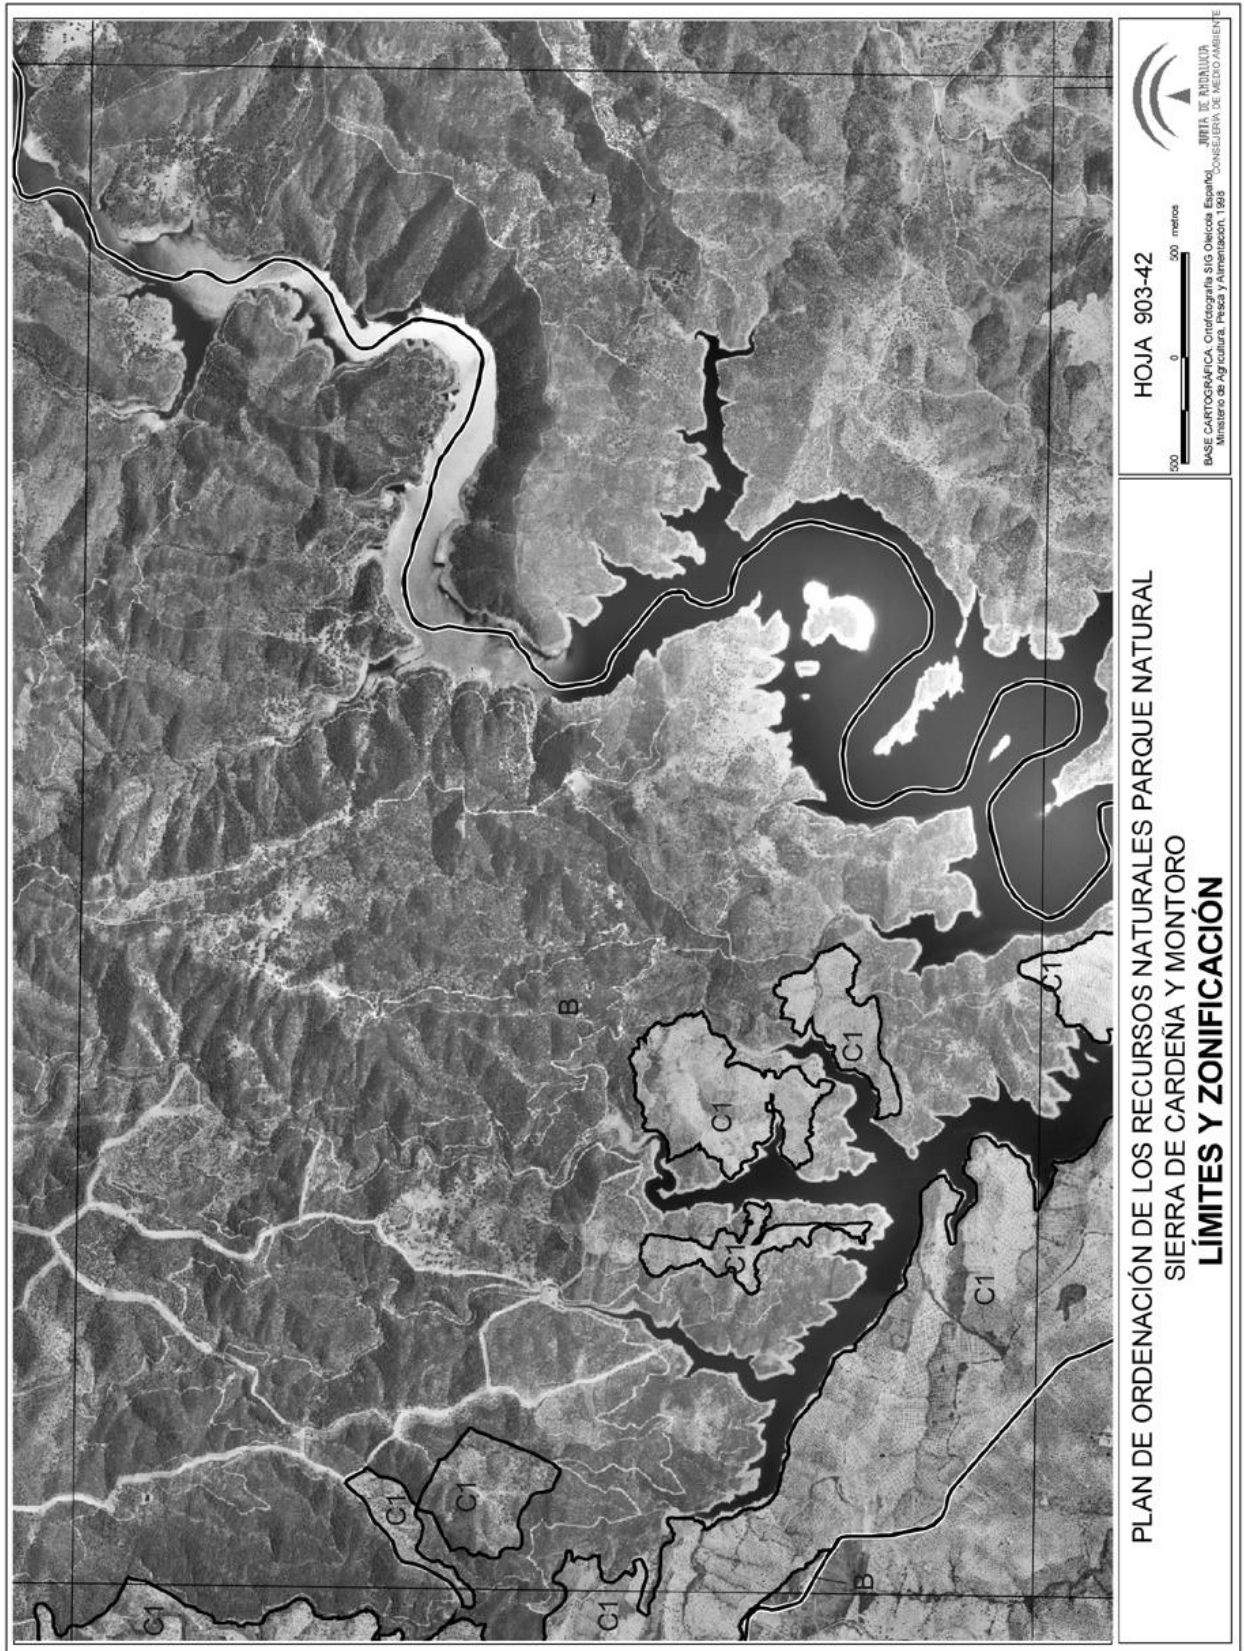 PLAN DE ORDENACIÓN DE LOS RECURSOS NATURALES PARQUE NATURAL
SIERRA DE CARDEÑA Y MONTORO
LÍMITES Y ZONIFICACIÓN
HOJA 903-42
500
0
500
metros
BASE CARTOGRÁFICA: Ortofotografía SIG Oleícola Español
Ministerio de Agricultura, Pesca y Alimentación, 1998
JUNTA DE ANDALUCIA
CONSEJERÍA DE MEDIO AMBIENTE
C1
C1
C1
C1
B
C1
C1
C1
C1
C1
B